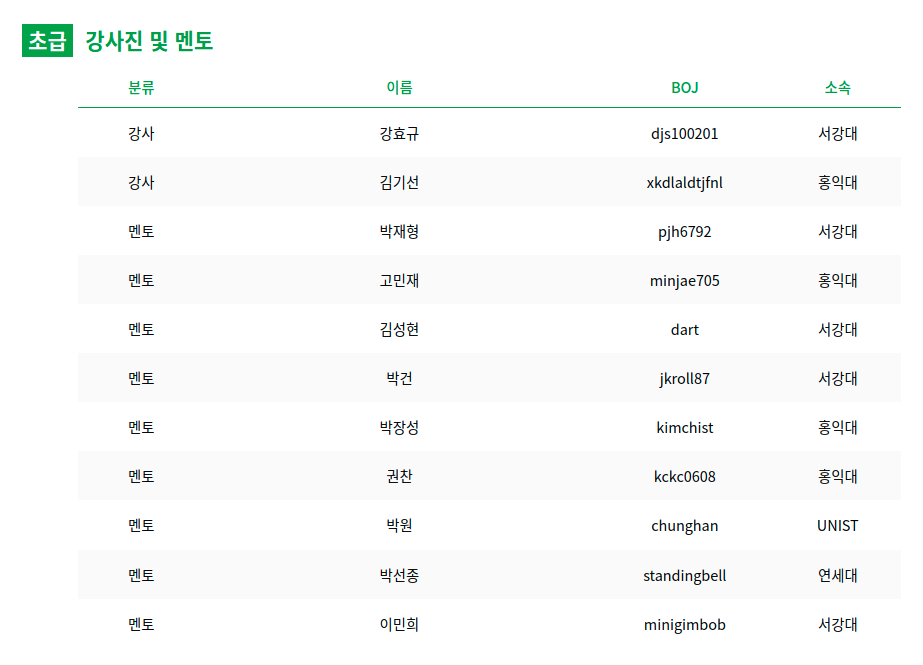 초급 강사진 및 멘토
분류 이름 BOJ 소속
강사 강효규 djs100201 서강대
강사 김기선 xkdlaldtjfnl 홍익대
멘토 박재형 pjh6792 서강대
멘토 고민재 minjae705 홍익대
멘토 김성현 dart 서강대
멘토 박건 jkroll87 서강대
멘토 박장성 kimchist 홍익대
멘토 권찬 kckc0608 홍익대
멘토 박원 chunghan UNIST
멘토 박선종 standingbell 연세대
멘토 이민희 minigimbob 서강대